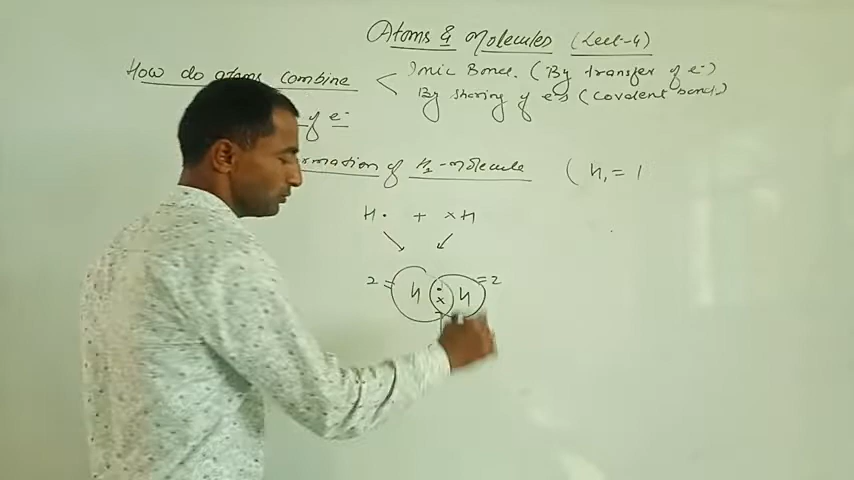 Atoms & Molecules (Lect-4)
How do atoms combine
Ionic Bond. (By transfer of e-)
By sharing of e-s (Covalent bond)
of e-
rmation of H2-molecule (H, = 1
H. + xH
2 = H . x H = 2